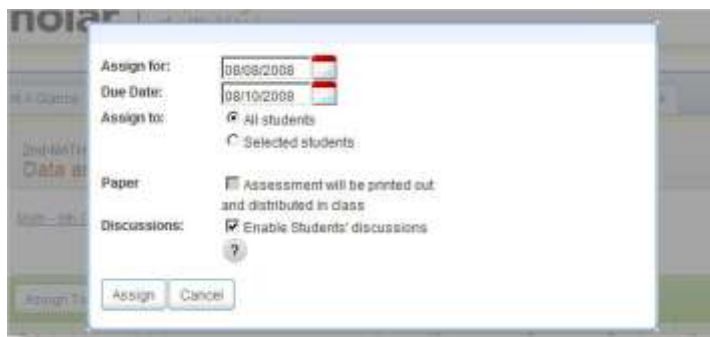 Assign for: 08/08/2008
Due Date: 08/10/2008
Assign to: All students
Selected students
Paper Assessment will be printed out
and distributed in class
Discussions: Enable Students' discussions
?
Assign Cancel